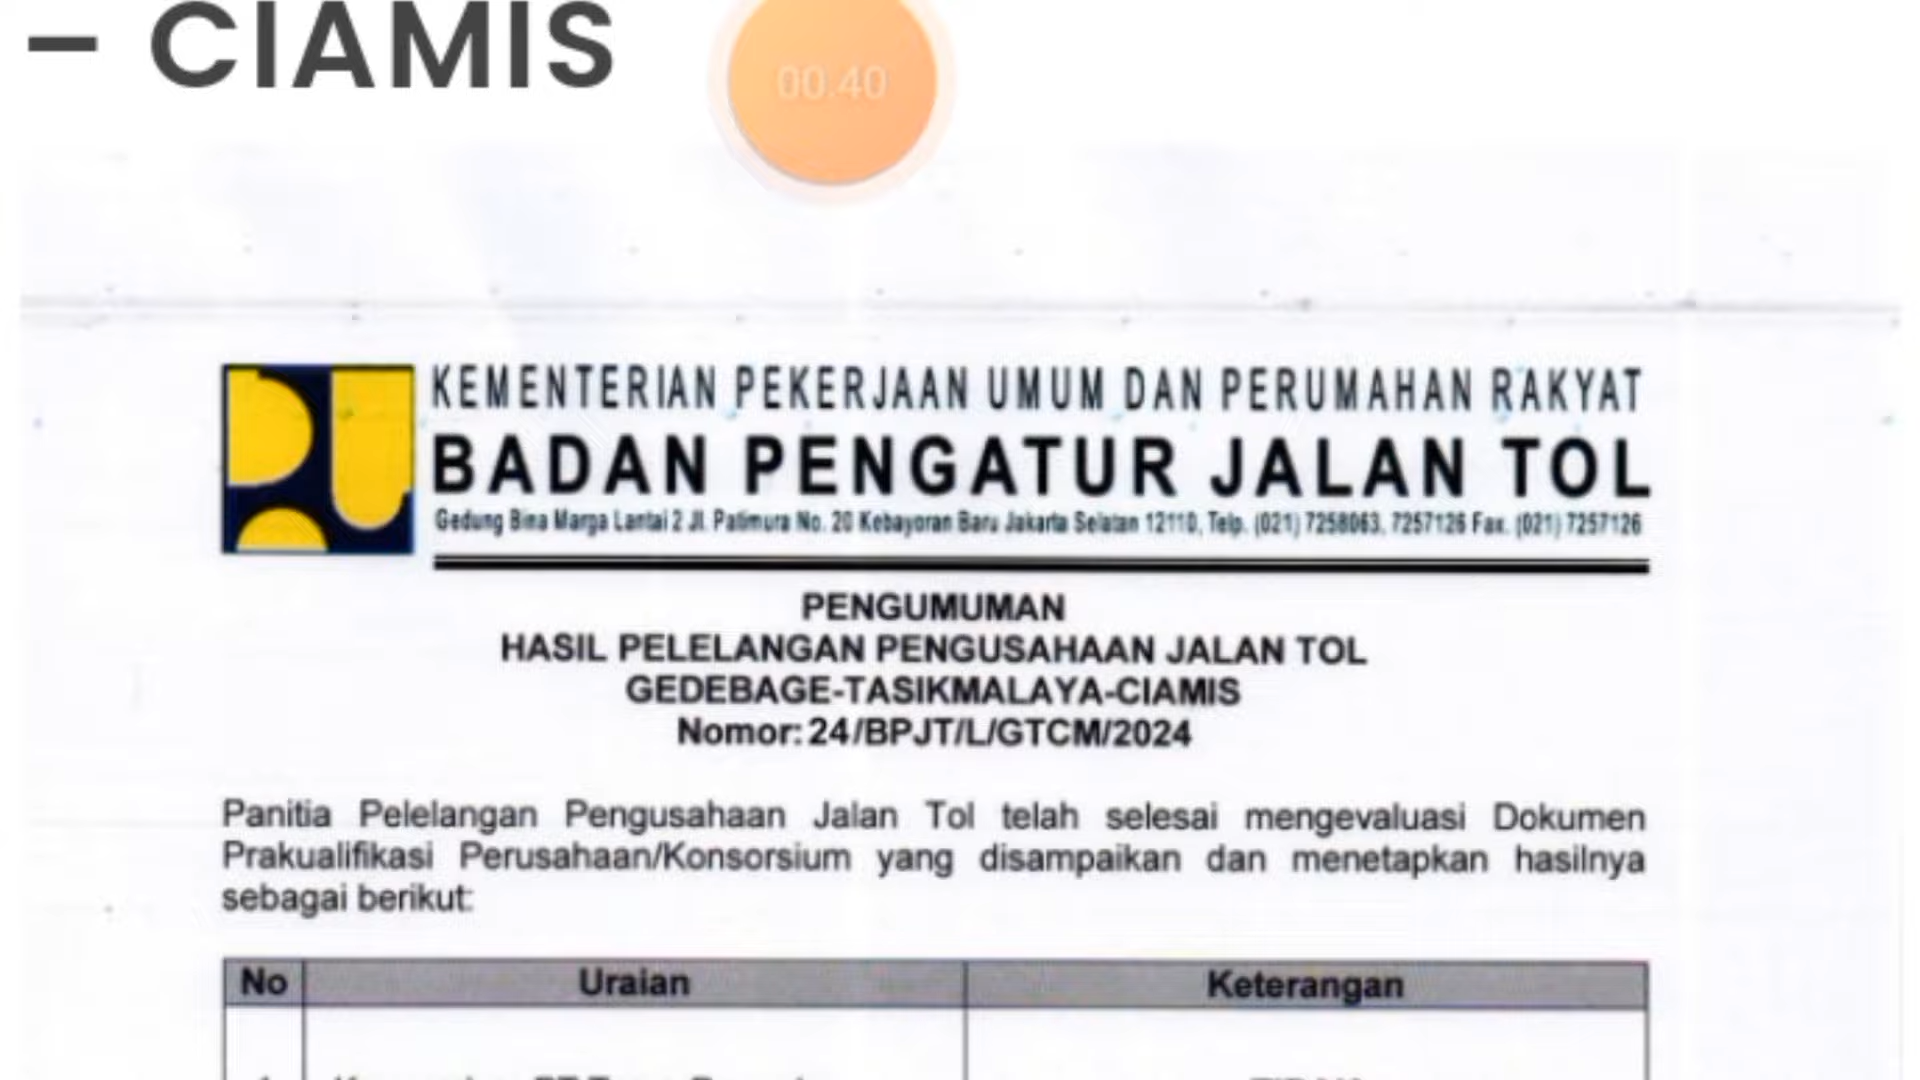 – CIAMIS
00.40
KEMENTERIAN PEKERJAAN UMUM DAN PERUMAHAN RAKYAT
BADAN PENGATUR JALAN TOL
Gedung Bina Marga Lantai 2 Jl. Patimura No. 20 Kebayoran Baru Jakarta Selatan 12110, Telp. (021) 7258063, 7257126 Fax. (021) 7257126
PENGUMUMAN
HASIL PELELANGAN PENGUSAHAAN JALAN TOL
GEDEBAGE-TASIKMALAYA-CIAMIS
Nomor: 24/BPJT/L/GTCM/2024
Panitia Pelelangan Pengusahaan Jalan Tol telah selesai mengevaluasi Dokumen
Prakualifikasi Perusahaan/Konsorsium yang disampaikan dan menetapkan hasilnya
sebagai berikut:
No Uraian Keterangan